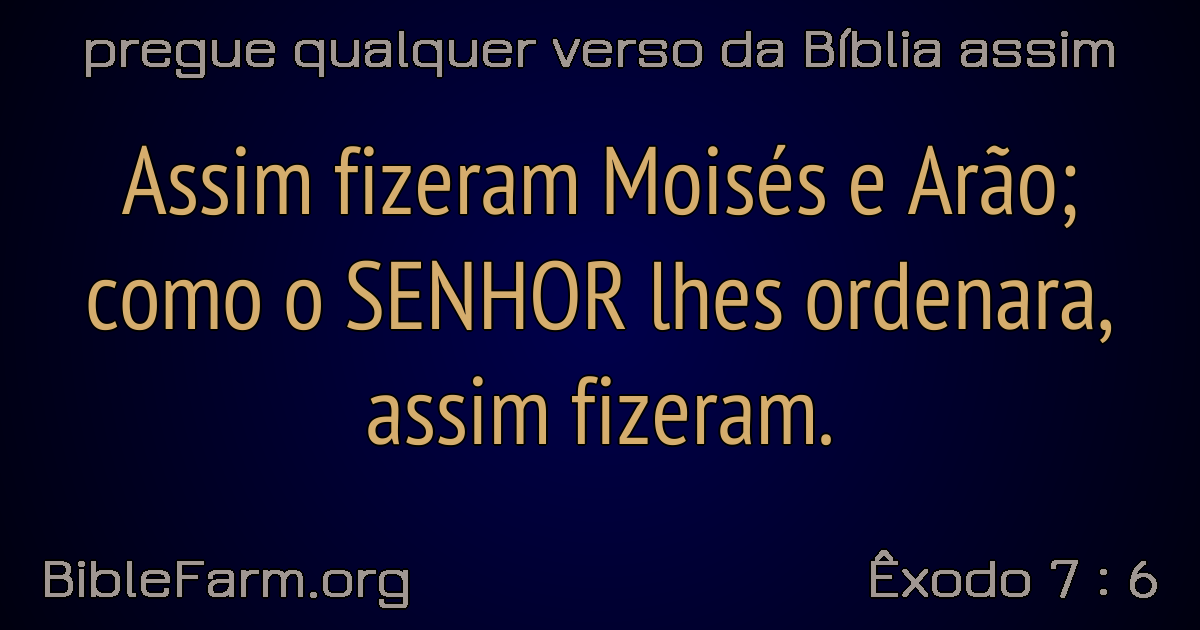 pregue qualquer verso da Bíblia assim
Assim fizeram Moisés e Arão;
como o SENHOR lhes ordenara,
assim fizeram.
BibleFarm.org
Êxodo 7 : 6